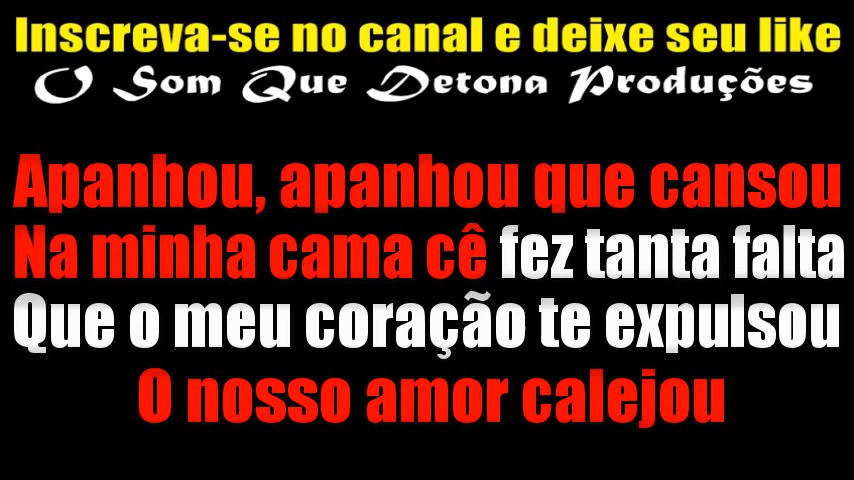 Inscreva-se no canal e deixe seu like
O Som Que Detona Produções
Apanhou, apanhou que cansou
Na minha cama cê fez tanta falta
Que o meu coração te expulsou
O nosso amor calejou